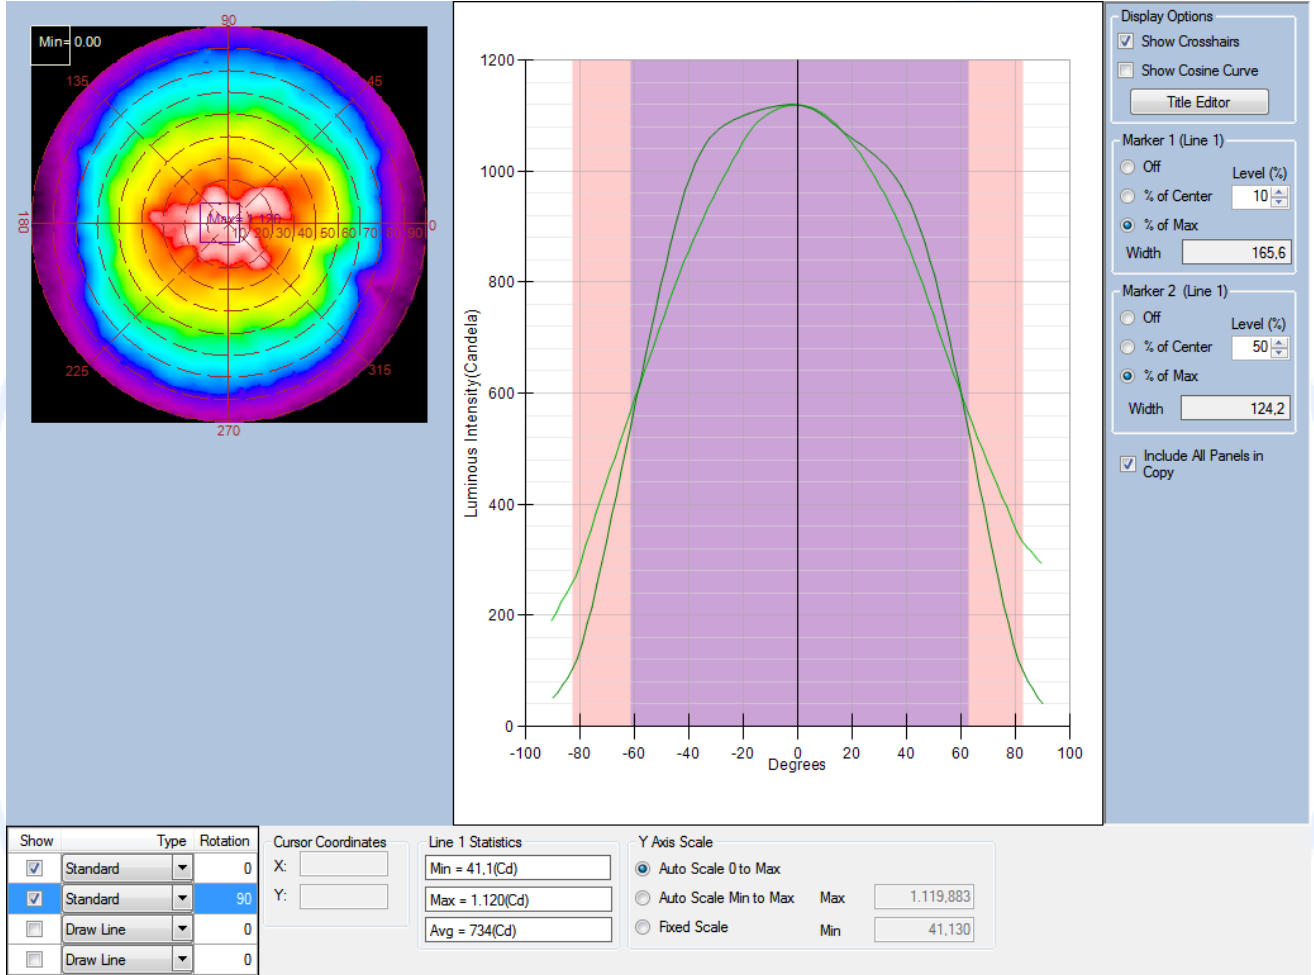 90
Min= 0.00
135
45
180
Max= 1.120
10 20 30 40 50 60 70 80 90
0
225
315
270
1200
1000
800
600
400
200
0
Luminous Intensity(Candela)
-100 -80 -60 -40 -20 0 20 40 60 80 100
Degrees
Display Options
Show Crosshairs
Show Cosine Curve
Title Editor
Marker 1 (Line 1)
Off
Level (%)
% of Center
10
% of Max
Width
165,6
Marker 2 (Line 1)
Off
Level (%)
% of Center
50
% of Max
Width
124,2
Include All Panels in
Copy
Show Type Rotation
Standard 0
Standard 90
Draw Line 0
Draw Line 0
Cursor Coordinates
X:
Y:
Line 1 Statistics
Min = 41,1(Cd)
Max = 1.120(Cd)
Avg = 734(Cd)
Y Axis Scale
Auto Scale 0 to Max
Auto Scale Min to Max Max 1.119,883
Fixed Scale Min 41,130